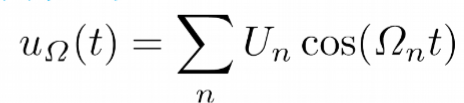 u_Ω(t) = ∑_n U_n cos(Ω_n t)